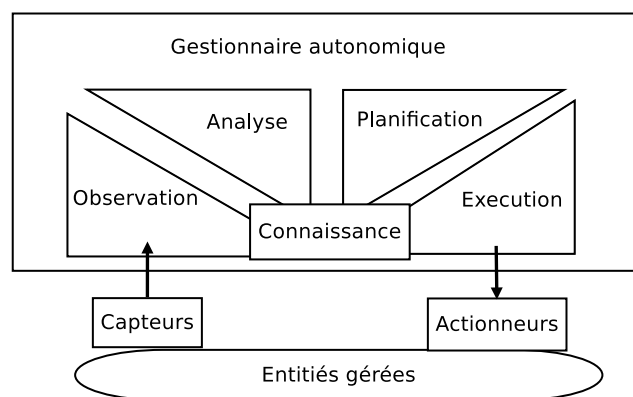 Gestionnaire autonomique
Analyse
Planification
Observation
Execution
Connaissance
Capteurs
Actionneurs
Entitiés gérées